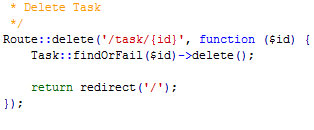 * Delete Task
*/
Route::delete('/task/{id}', function ($id) {
Task::findOrFail($id)->delete();
return redirect('/');
});